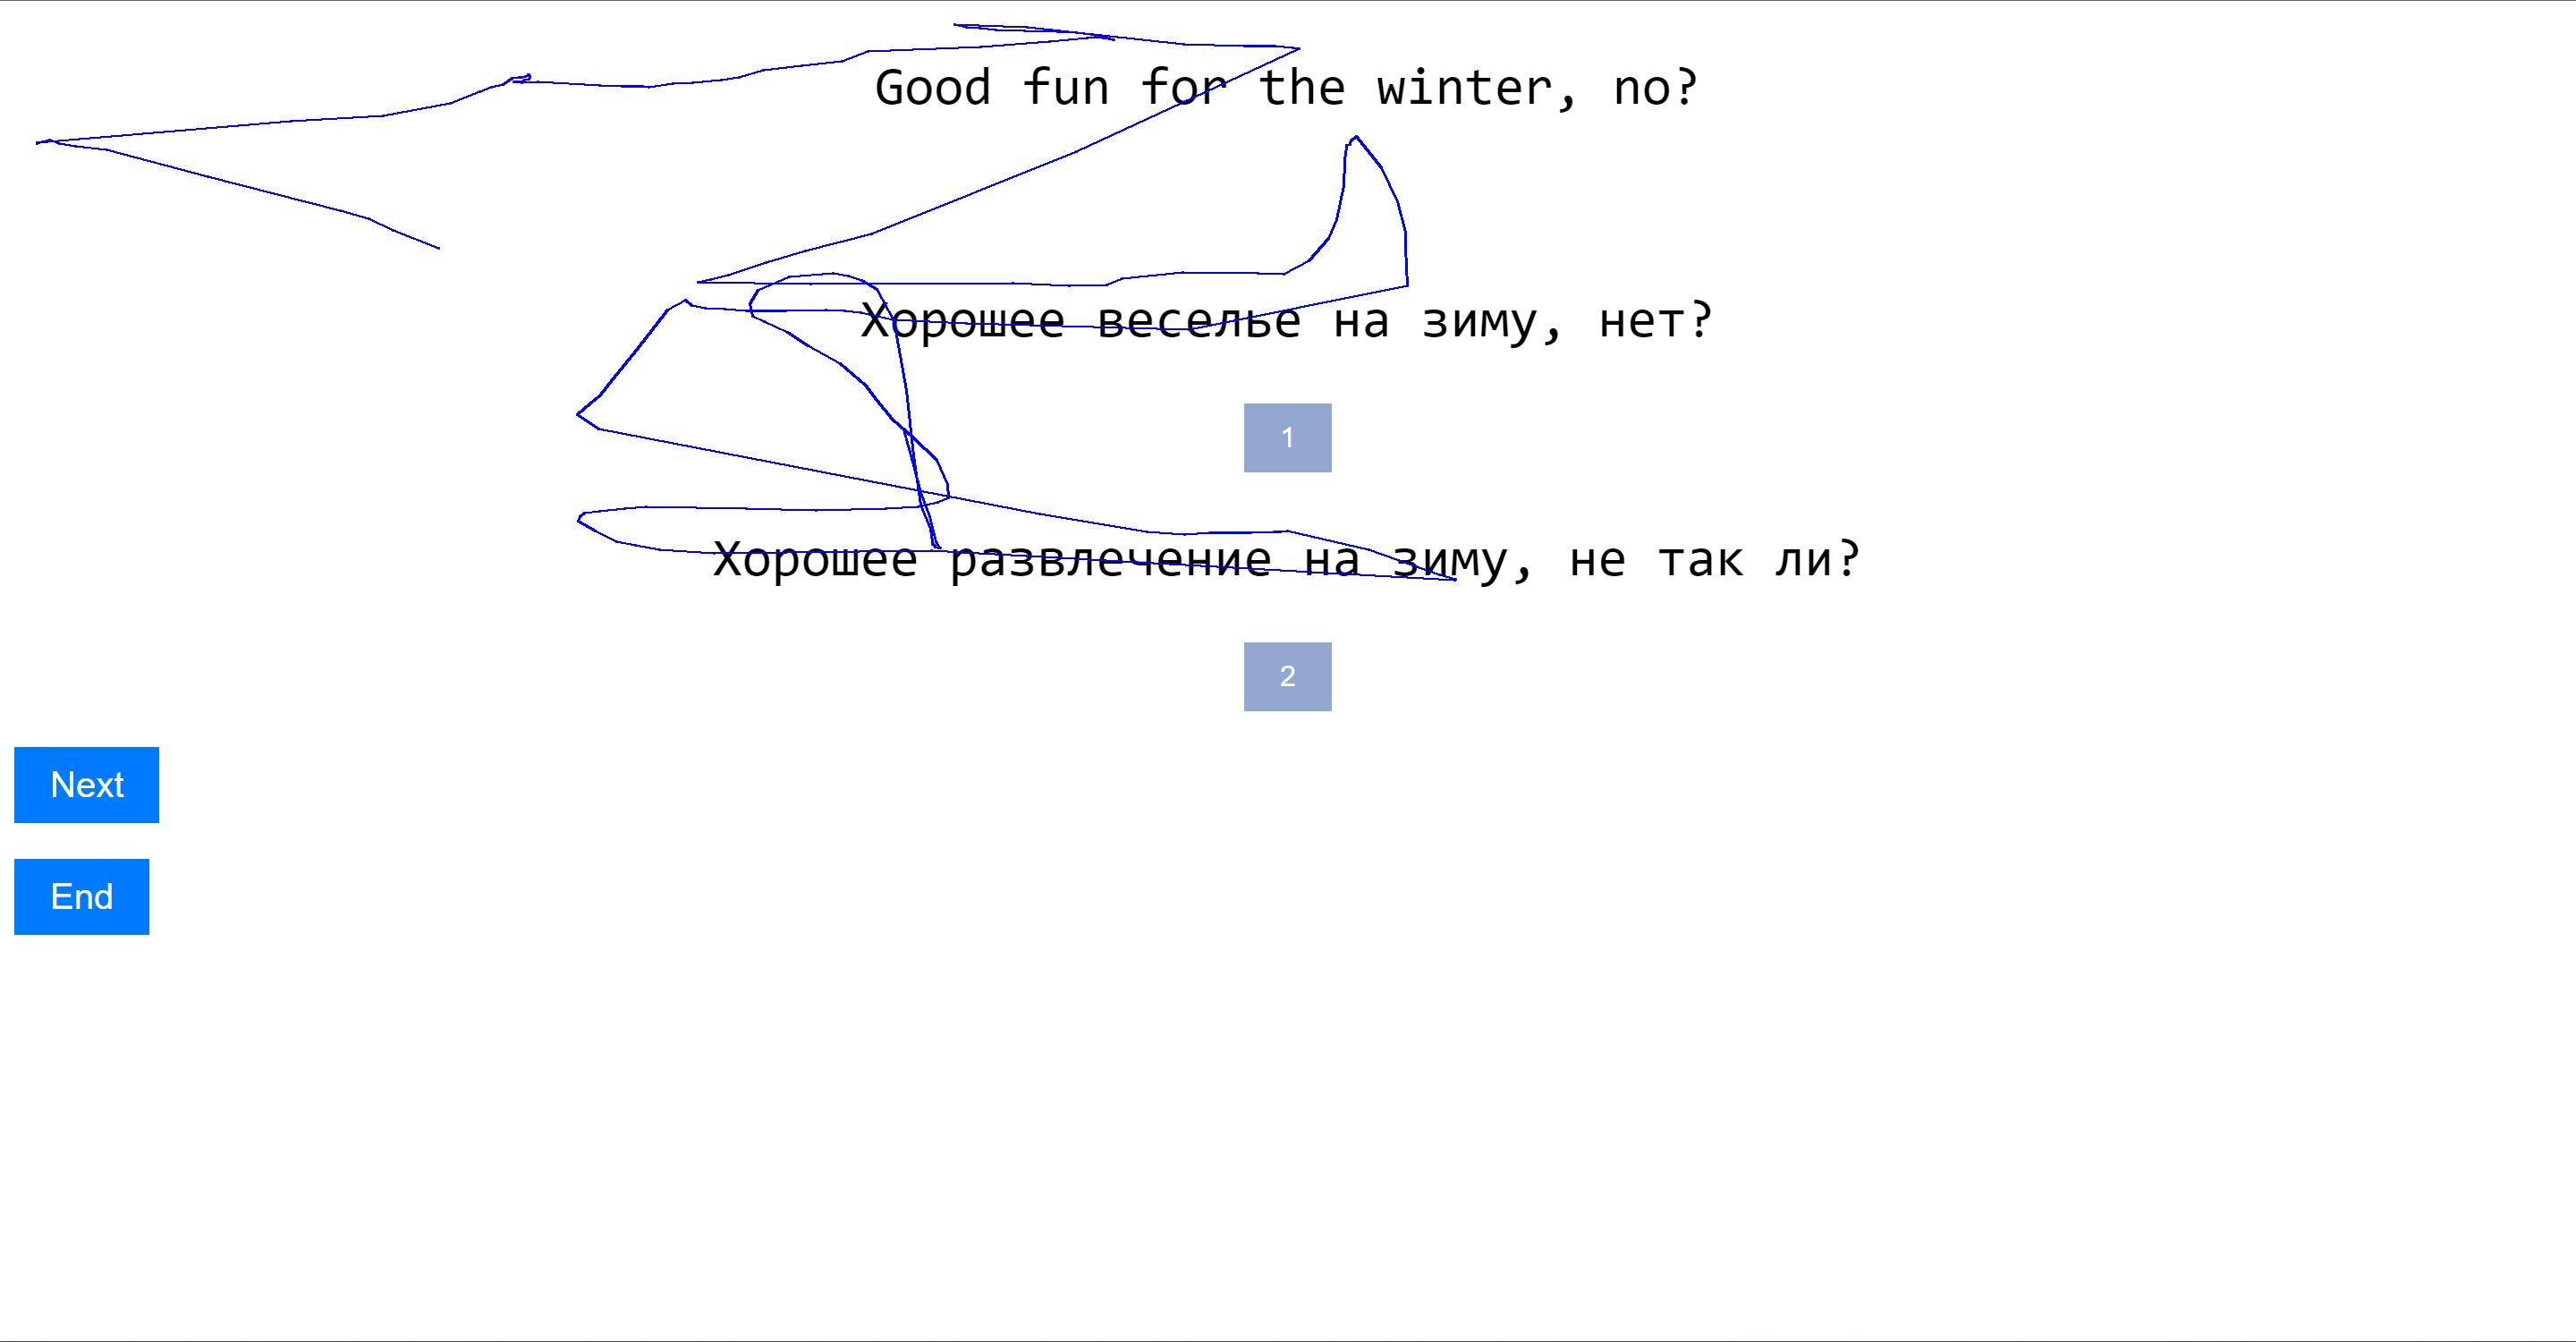 Good fun for the winter, no?
Хорошее веселье на зиму, нет?
1
Хорошее развлечение на зиму, не так ли?
2
Next
End